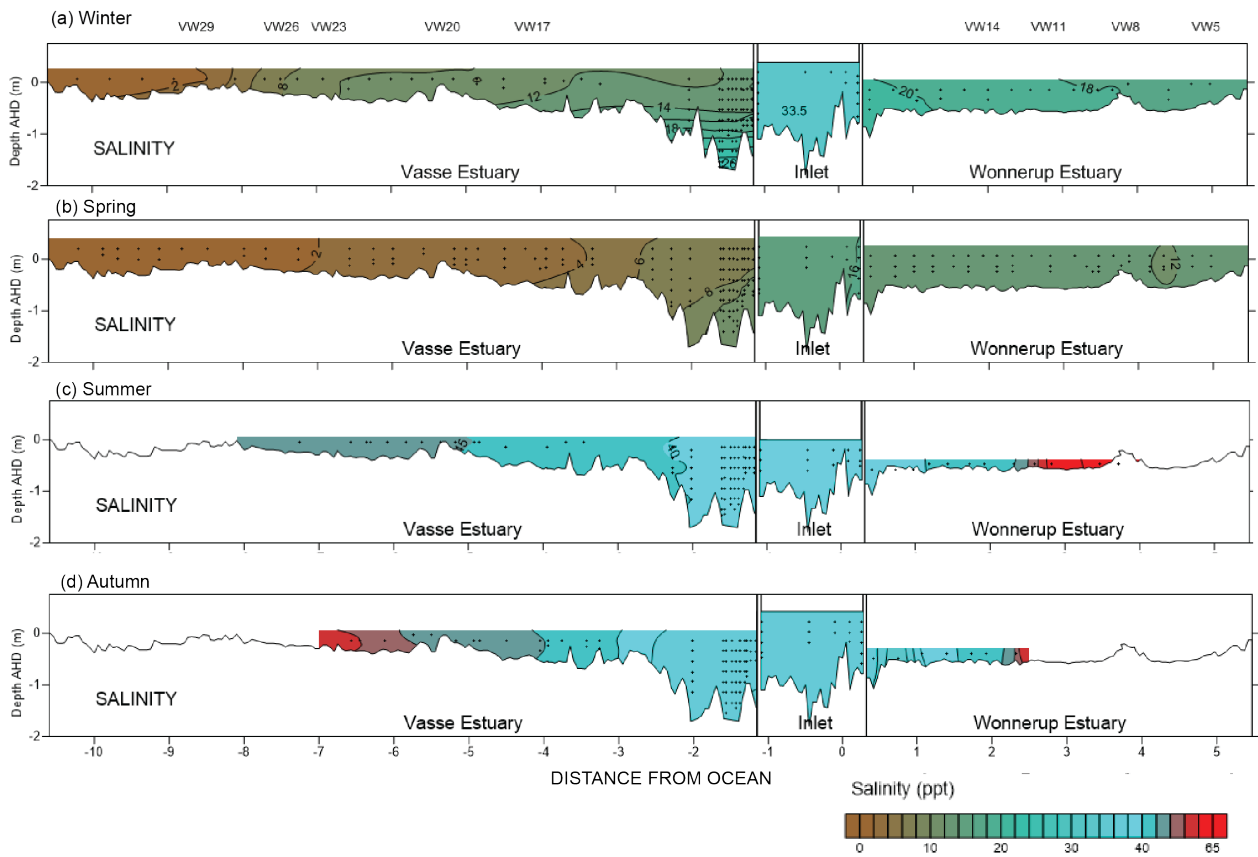 (a) Winter
VW29 VW26 VW23 VW20 VW17 VW14 VW11 VW8 VW5
Depth AHD (m)
0
-1
-2
2 8 12 14 18 26
33.5
20 18
SALINITY
Vasse Estuary
Inlet
Wonnerup Estuary
(b) Spring
Depth AHD (m)
0
-1
-2
2 4 6 8
16
12
SALINITY
Vasse Estuary
Inlet
Wonnerup Estuary
(c) Summer
Depth AHD (m)
0
-1
-2
40
SALINITY
Vasse Estuary
Inlet
Wonnerup Estuary
(d) Autumn
Depth AHD (m)
0
-1
-2
SALINITY
Vasse Estuary
Inlet
Wonnerup Estuary
-10 -9 -8 -7 -6 -5 -4 -3 -2 -1 0 1 2 3 4 5
DISTANCE FROM OCEAN
Salinity (ppt)
0 10 20 30 40 65